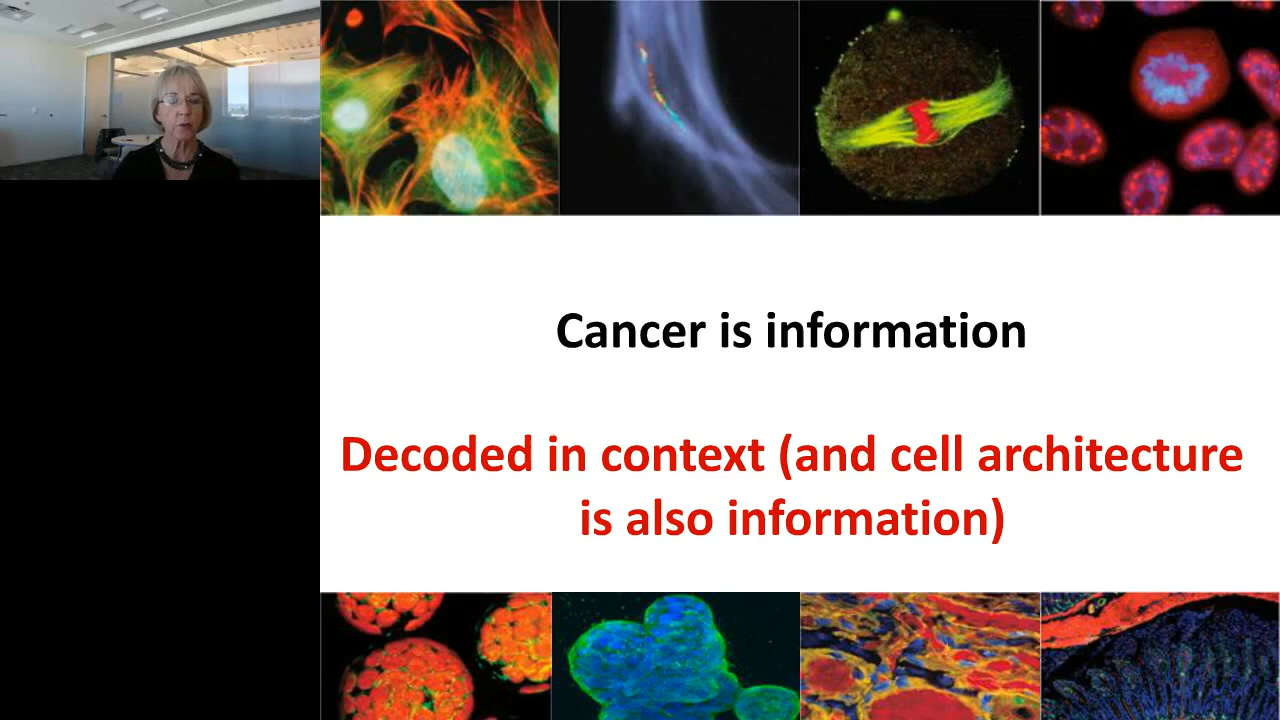 Cancer is information
Decoded in context (and cell architecture
is also information)